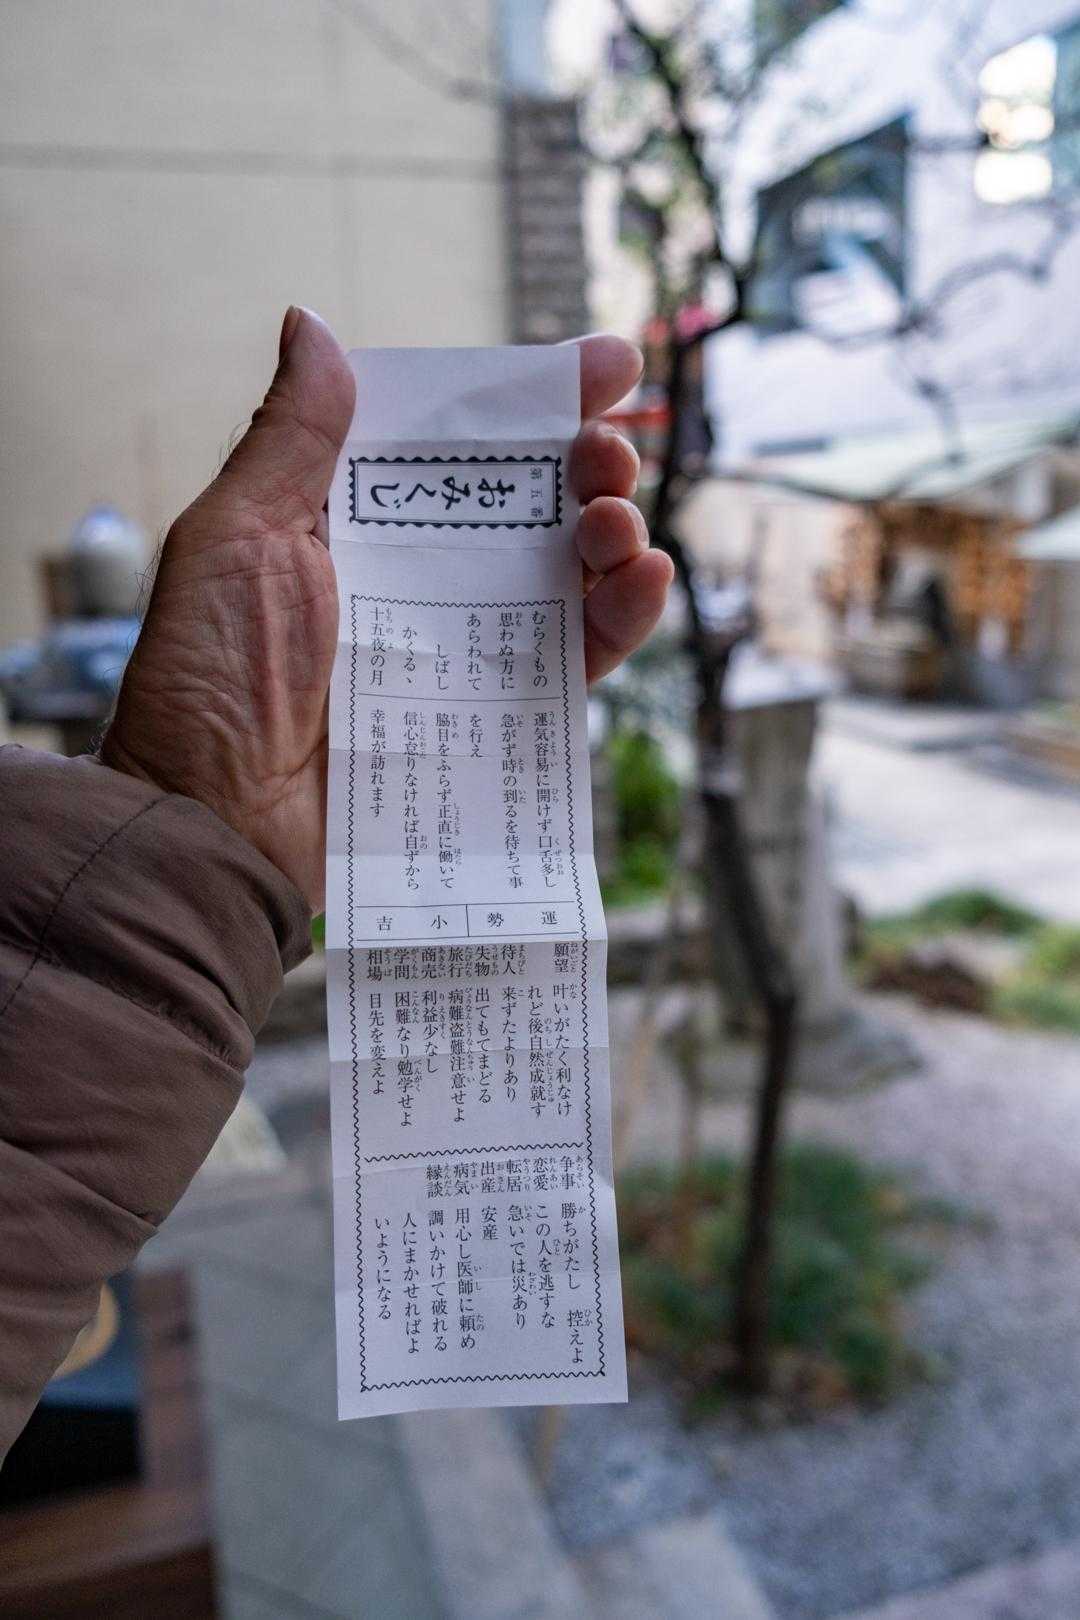 第五番
おみくじ
むらくもの
思わぬ方に
あらわれて
しばし
かくるゝ
十五夜の月
運気容易に開けず口舌多し
急がず時の到るを待ちて事
を行え
脇目をふらず正直に働いて
信心怠りなければ自ずから
幸福が訪れます
運勢
小吉
願望 叶いがたく利なけ
れど後自然成就す
待人 来ずたよりあり
失物 出てもてまどる
旅行 病難盗難注意せよ
商売 利益少なし
学問 困難なり勉学せよ
相場 目先を変えよ
争事 勝ちがたし 控えよ
恋愛 この人を逃すな
転居 急いでは災あり
出産 安産
病気 用心し医師に頼め
縁談 調いかけて破れる
人にまかせればよ
いようになる